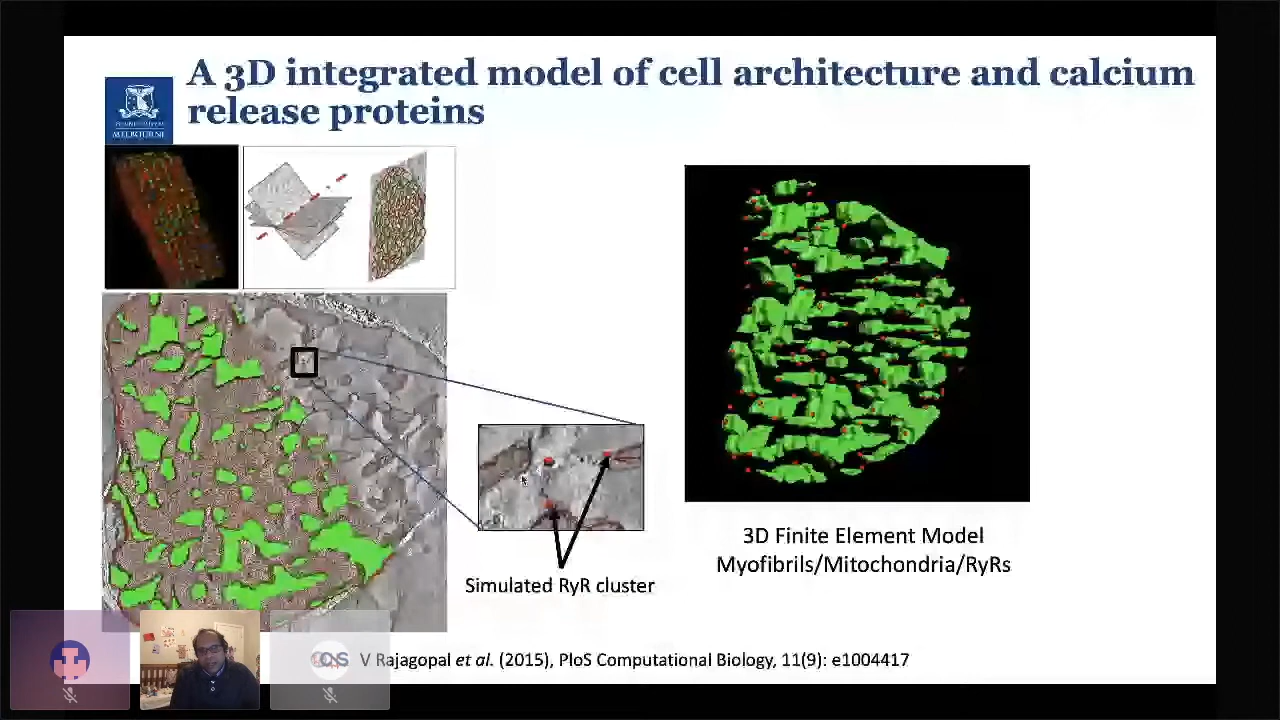 A 3D integrated model of cell architecture and calcium
release proteins
MELBOURNE
Simulated RyR cluster
3D Finite Element Model
Myofibrils/Mitochondria/RyRs
V Rajagopal et al. (2015), PloS Computational Biology, 11(9): e1004417